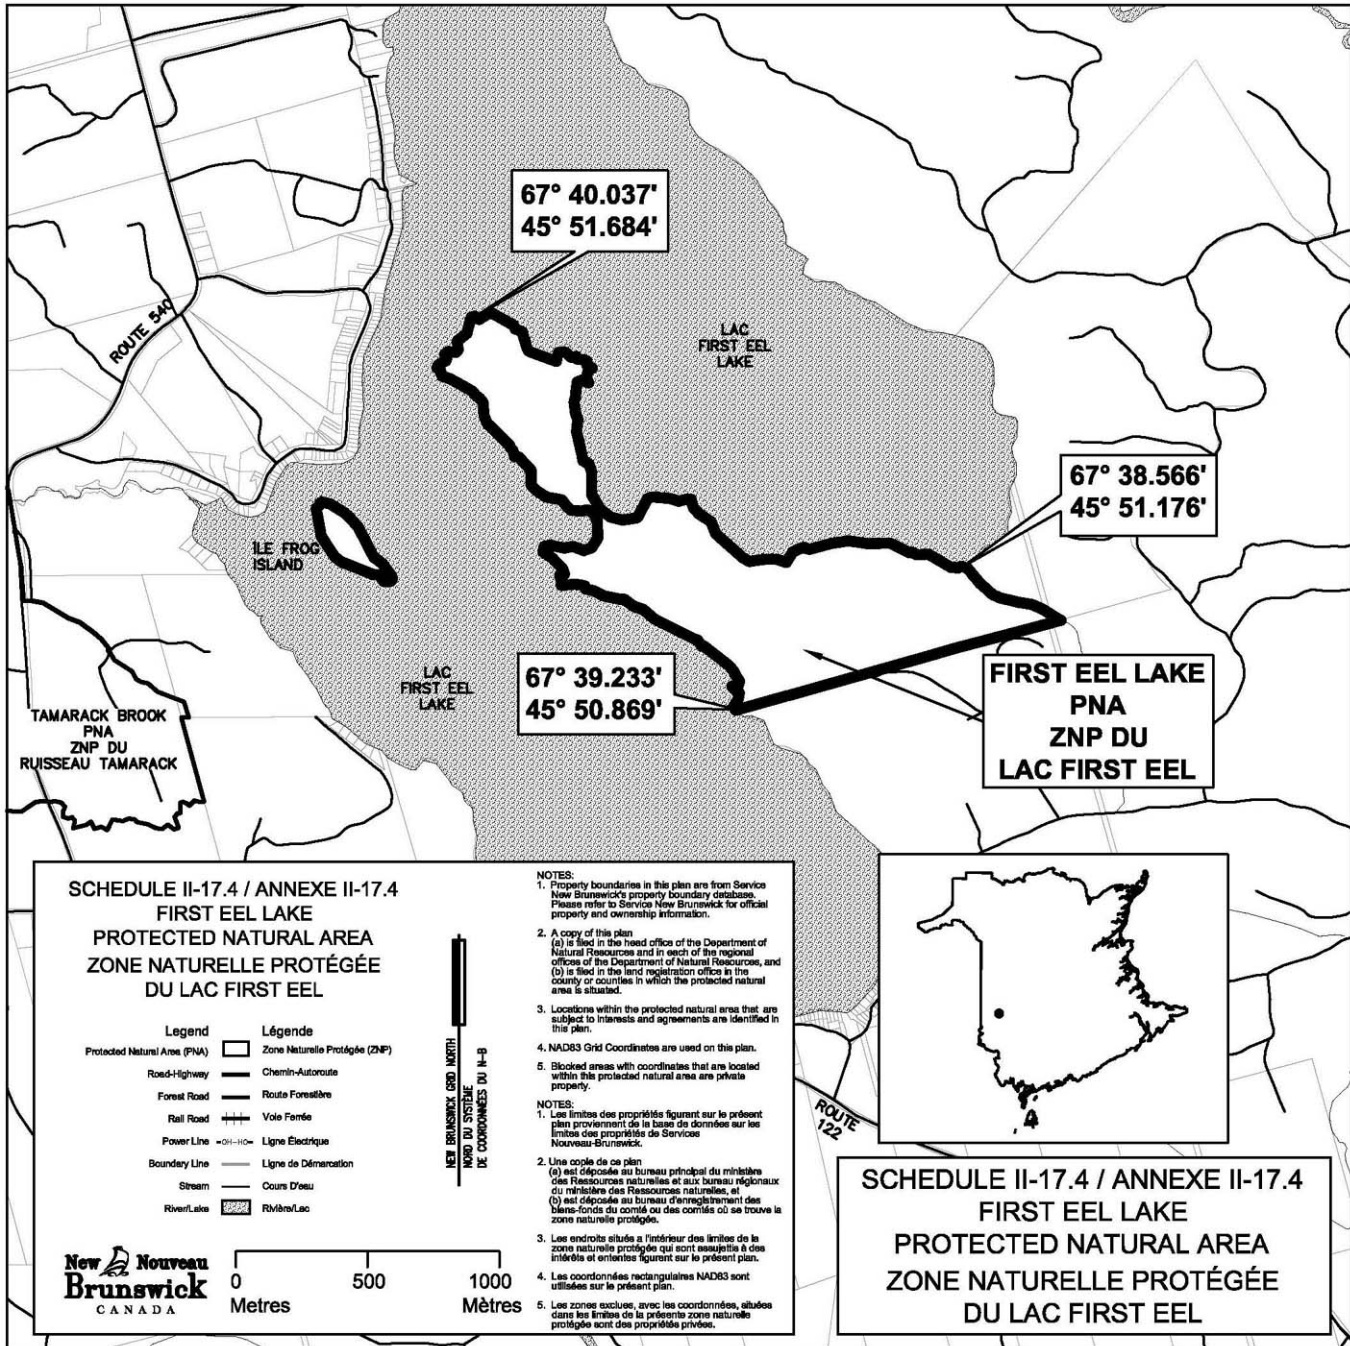 67° 40.037'
45° 51.684'
ROUTE 540
LAC
FIRST EEL
LAKE
67° 38.566'
45° 51.176'
ÎLE FROG
ISLAND
LAC
FIRST EEL
LAKE
67° 39.233'
45° 50.869'
FIRST EEL LAKE
PNA
ZNP DU
LAC FIRST EEL
TAMARACK BROOK
PNA
ZNP DU
RUISSEAU TAMARACK
SCHEDULE II-17.4 / ANNEXE II-17.4
FIRST EEL LAKE
PROTECTED NATURAL AREA
ZONE NATURELLE PROTÉGÉE
DU LAC FIRST EEL
Legend Légende
Protected Natural Area (PNA) Zone Naturelle Protégée (ZNP)
Road-Highway Chemin-Autoroute
Forest Road Route Forestière
Rail Road Voie Ferrée
Power Line OH-HO Ligne Électrique
Boundary Line Ligne de Démarcation
Stream Cours D'eau
River/Lake Rivière/Lac
NEW BRUNSWICK GRID NORTH
NORD DU SYSTÈME
DE COORDONNÉES DU N-B
New Nouveau
Brunswick
CANADA
0 500 1000
Metres Mètres
NOTES:
1. Property boundaries in this plan are from Service
New Brunswick's property boundary database.
Please refer to Service New Brunswick for official
property and ownership information.
2. A copy of this plan
(a) is filed in the head office of the Department of
Natural Resources and in each of the regional
offices of the Department of Natural Resources, and
(b) is filed in the land registration office in the
county or counties in which the protected natural
area is situated.
3. Locations within the protected natural area that are
subject to interests and agreements are identified in
this plan.
4. NAD83 Grid Coordinates are used on this plan.
5. Blocked areas with coordinates that are located
within this protected natural area are private
property.
NOTES:
1. Les limites des propriétés figurant sur le présent
plan proviennent de la base de données sur les
limites des propriétés de Services
Nouveau-Brunswick.
2. Une copie de ce plan
(a) est déposée au bureau principal du ministère
des Ressources naturelles et aux bureau régionaux
du ministère des Ressources naturelles, et
(b) est déposée au bureau d'enregistrement des
biens-fonds du comté ou des comtés où se trouve la
zone naturelle protégée.
3. Les endroits situés a l'intérieur des limites de la
zone naturelle protégée qui sont assujettis à des
intérêts et ententes figurent sur le présent plan.
4. Les coordonnées rectangulaires NAD83 sont
utilisées sur le présent plan.
5. Les zones exclues, avec les coordonnées, situées
dans les limites de la présente zone naturelle
protégée sont des propriétés privées.
ROUTE
122
SCHEDULE II-17.4 / ANNEXE II-17.4
FIRST EEL LAKE
PROTECTED NATURAL AREA
ZONE NATURELLE PROTÉGÉE
DU LAC FIRST EEL